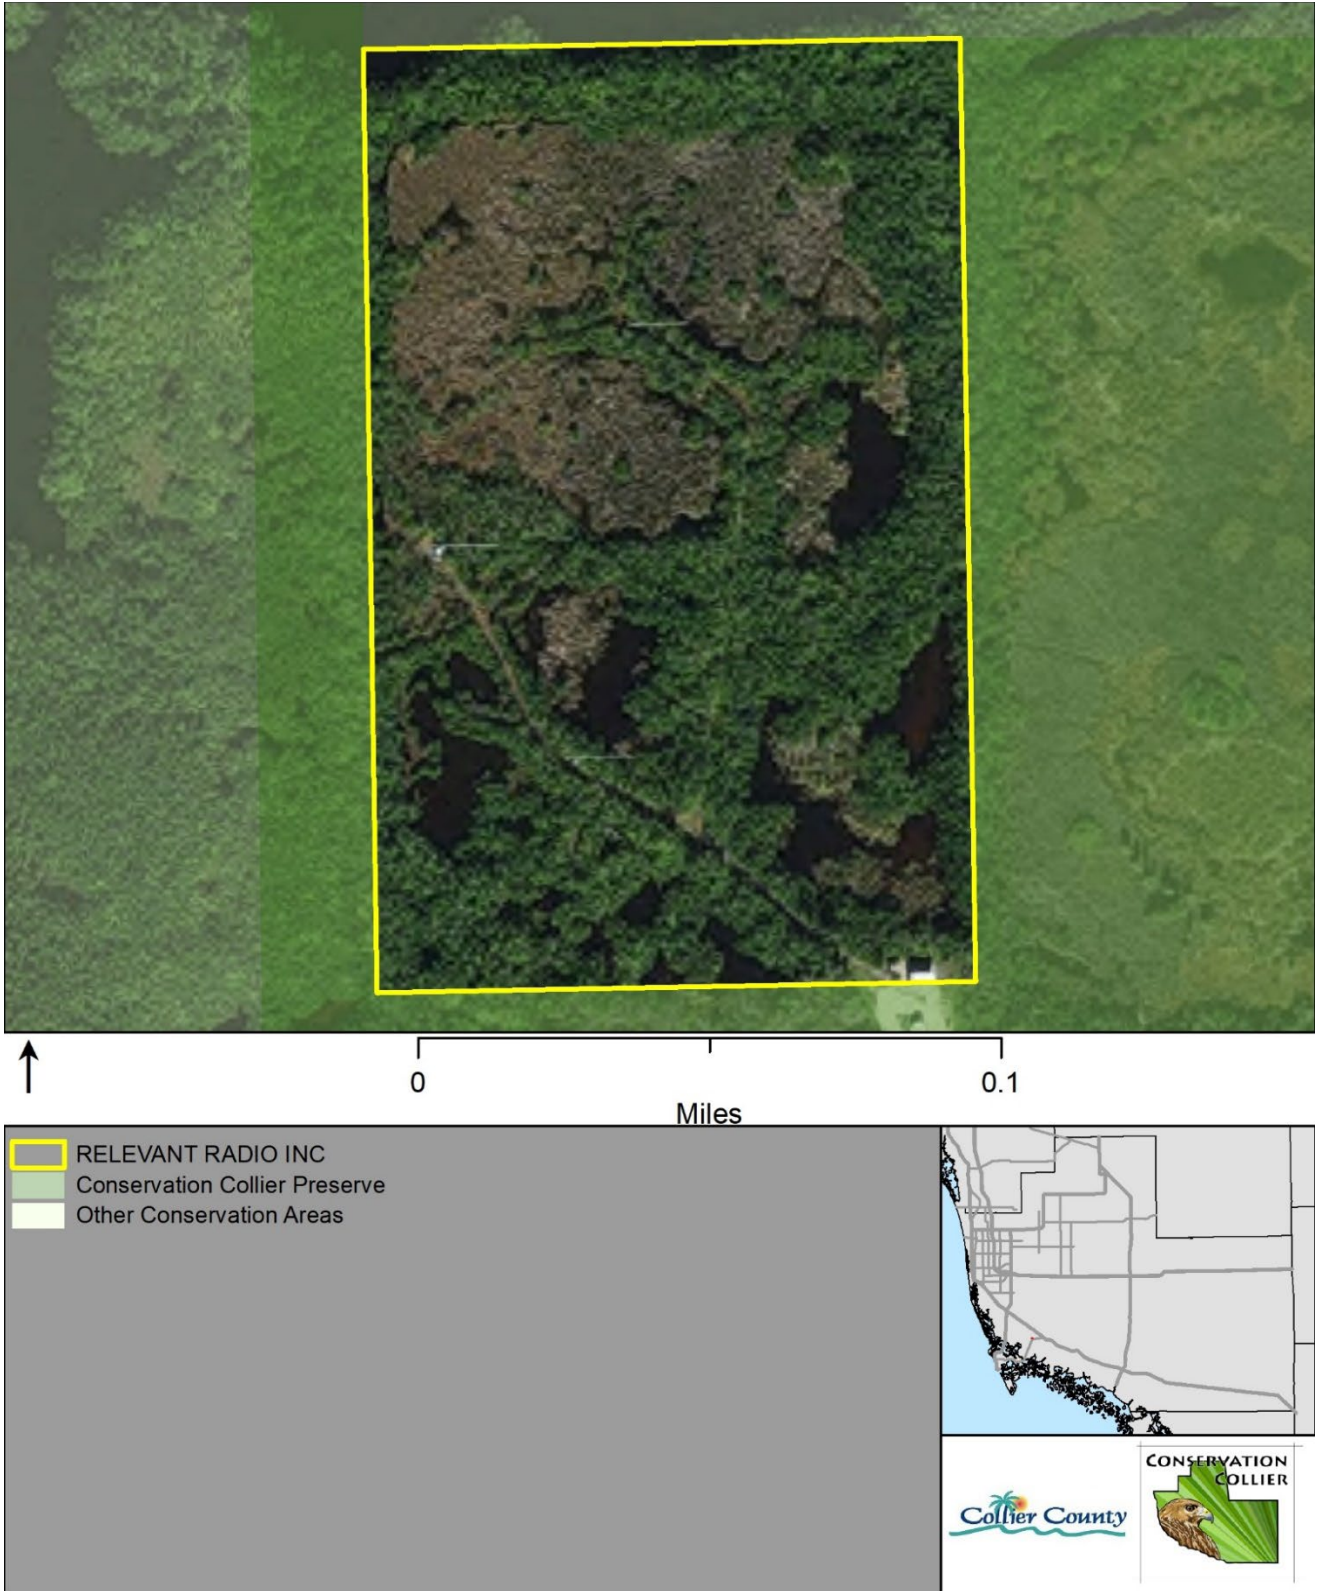 0
0.1
Miles
RELEVANT RADIO INC
Conservation Collier Preserve
Other Conservation Areas
CONSERVATION
COLLIER
Collier County